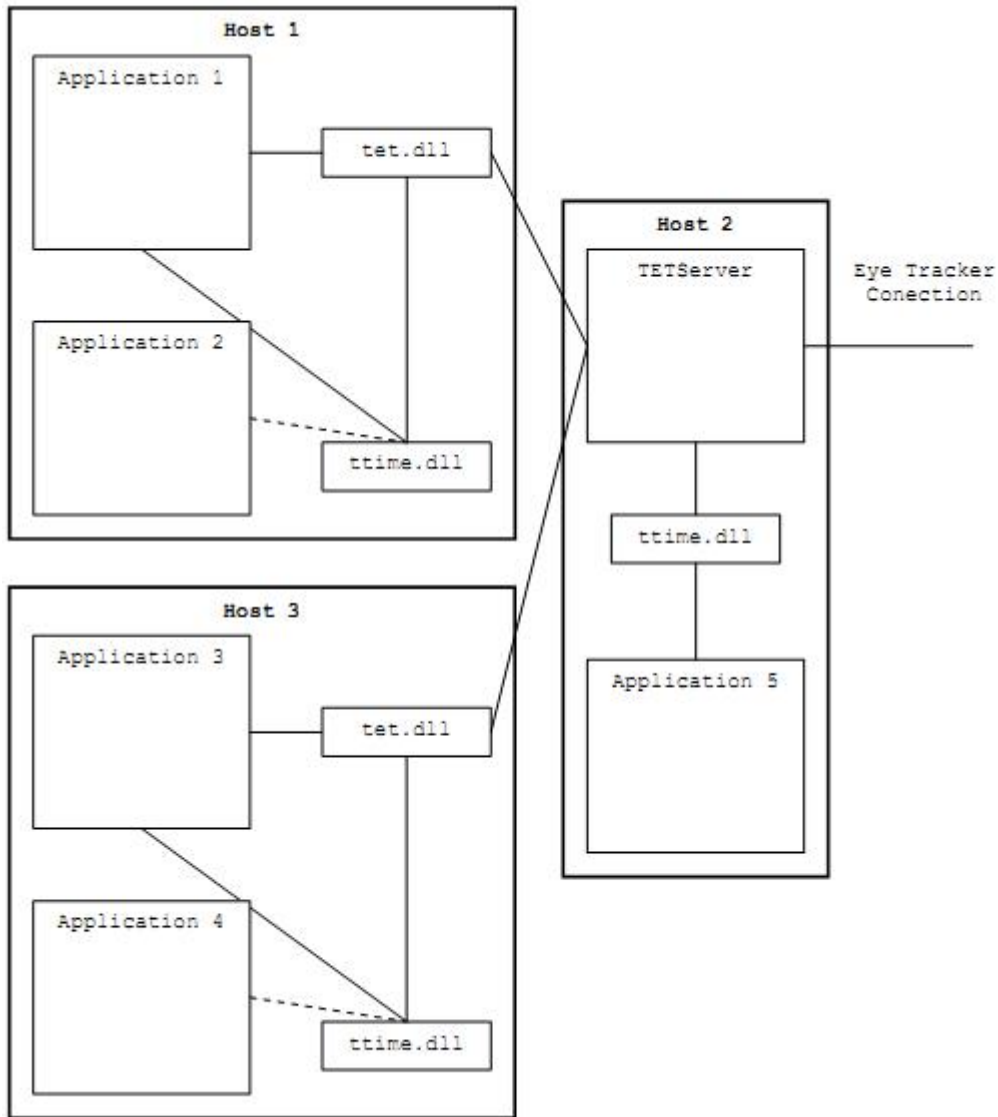 Host 1
Application 1
tet.dll
Application 2
ttime.dll
Host 2
TETServer
Eye Tracker
Conection
ttime.dll
Application 5
Host 3
Application 3
tet.dll
Application 4
ttime.dll